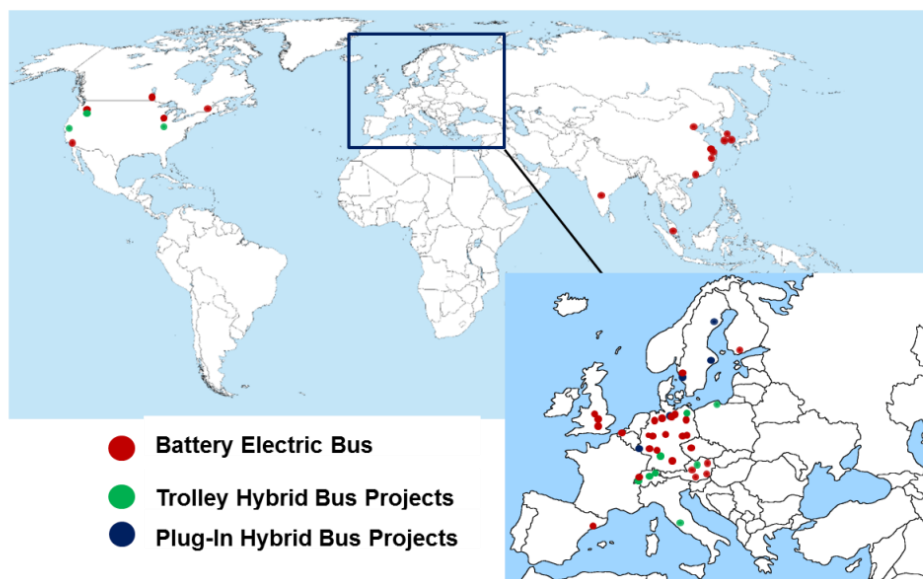 Battery Electric Bus
Trolley Hybrid Bus Projects
Plug-In Hybrid Bus Projects